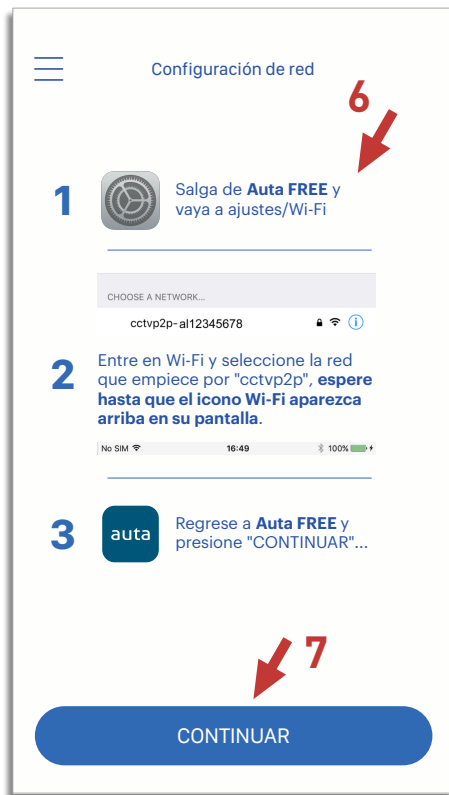 Configuración de red
6
1
Salga de Auta FREE y
vaya a ajustes/Wi-Fi
CHOOSE A NETWORK...
cctvp2p-al12345678
2
Entre en Wi-Fi y seleccione la red
que empiece por "cctvp2p", espere
hasta que el icono Wi-Fi aparezca
arriba en su pantalla.
No SIM 16:49 100%
3
auta
Regrese a Auta FREE y
presione "CONTINUAR"...
7
CONTINUAR